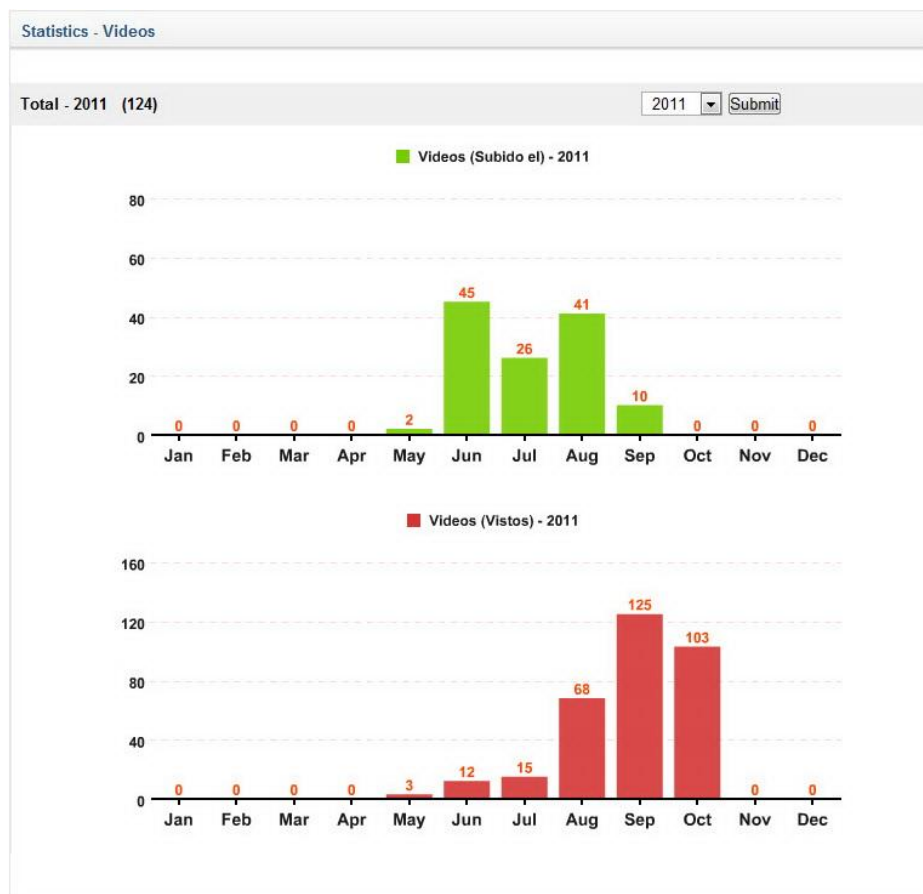 Statistics - Videos
Total - 2011 (124)
2011 Submit
Videos (Subido el) - 2011
80
60
45
41
40
26
20
10
2
0 0 0 0 0 0 0 0
Jan Feb Mar Apr May Jun Jul Aug Sep Oct Nov Dec
Videos (Vistos) - 2011
160
125
120
103
80
68
40
15
12
3
0 0 0 0 0 0 0
Jan Feb Mar Apr May Jun Jul Aug Sep Oct Nov Dec